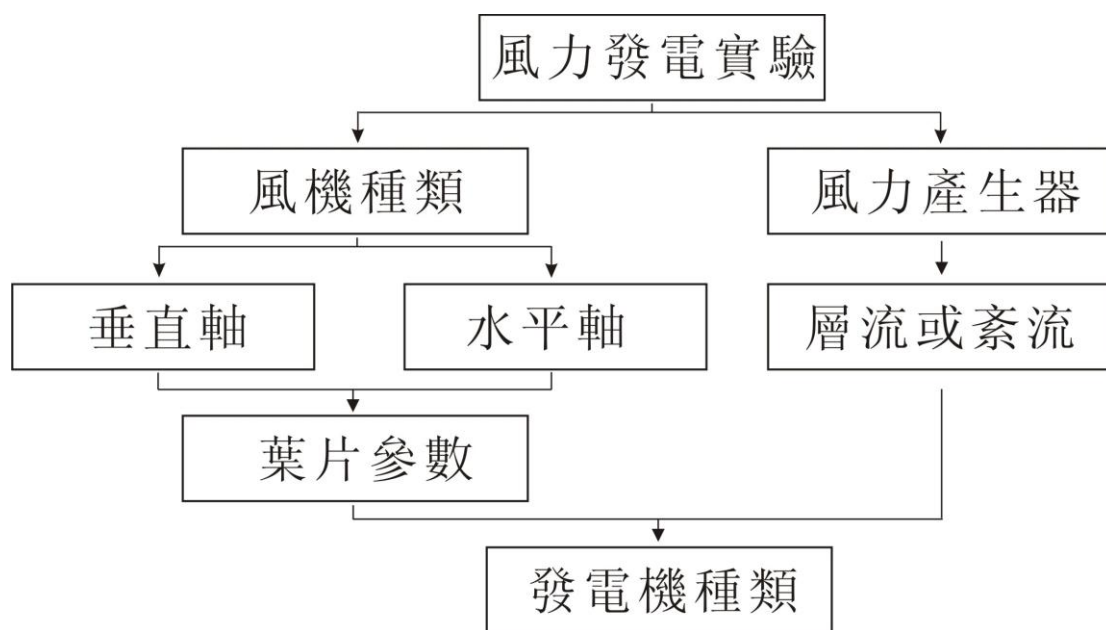 風力發電實驗
風機種類
風力產生器
垂直軸
水平軸
層流或紊流
葉片參數
發電機種類